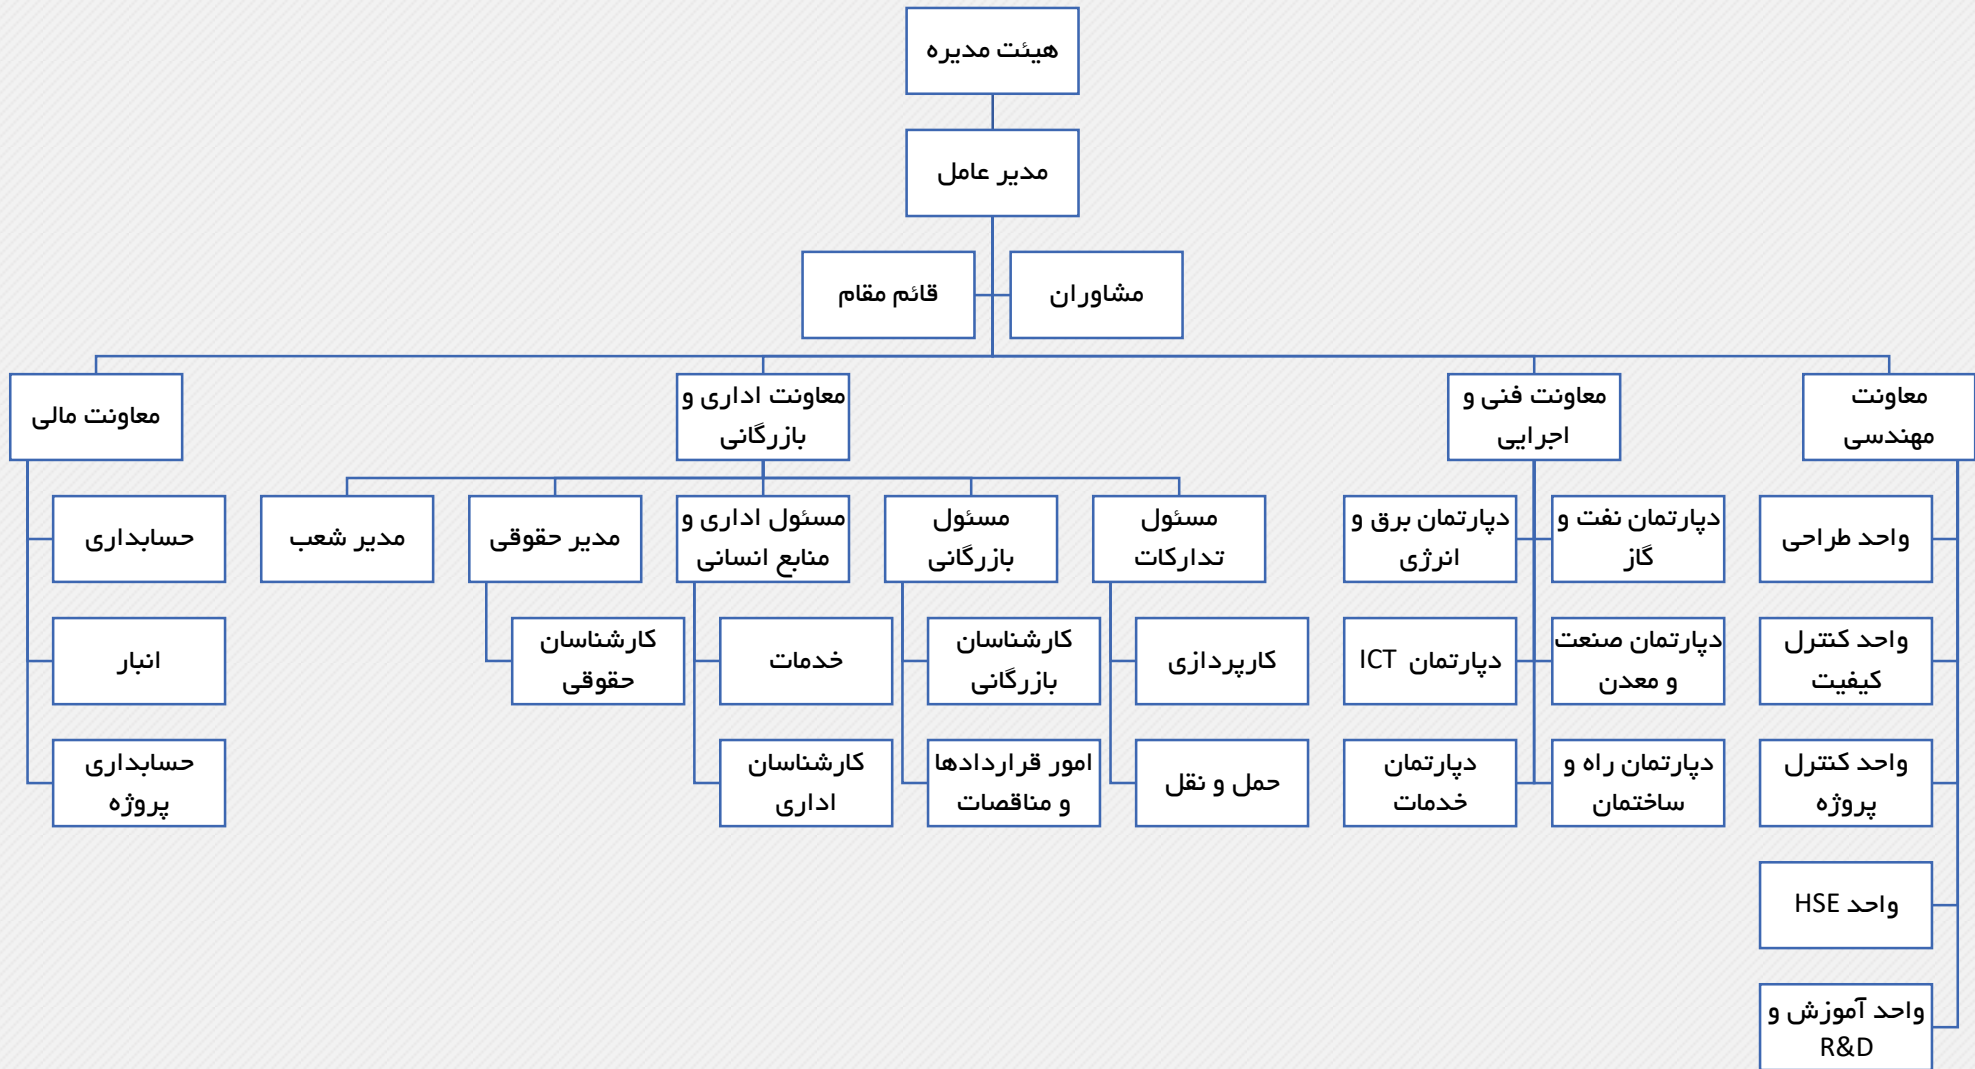 هیئت مدیره
مدیر عامل
مشاوران
قائم مقام
معاونت
مهندسی
واحد طراحی
واحد کنترل
کیفیت
واحد کنترل
پروژه
واحد HSE
واحد آموزش و
R&D
معاونت فنی و
اجرایی
دپارتمان نفت و
گاز
دپارتمان برق و
انرژی
دپارتمان صنعت
و معدن
دپارتمان ICT
دپارتمان راه و
ساختمان
دپارتمان
خدمات
معاونت اداری و
بازرگانی
مسئول
تدارکات
کارپردازی
حمل و نقل
مسئول
بازرگانی
کارشناسان
بازرگانی
امور قراردادها
و مناقصات
مسئول اداری و
منابع انسانی
خدمات
کارشناسان
اداری
مدیر حقوقی
کارشناسان
حقوقی
مدیر شعب
معاونت مالی
حسابداری
انبار
حسابداری
پروژه